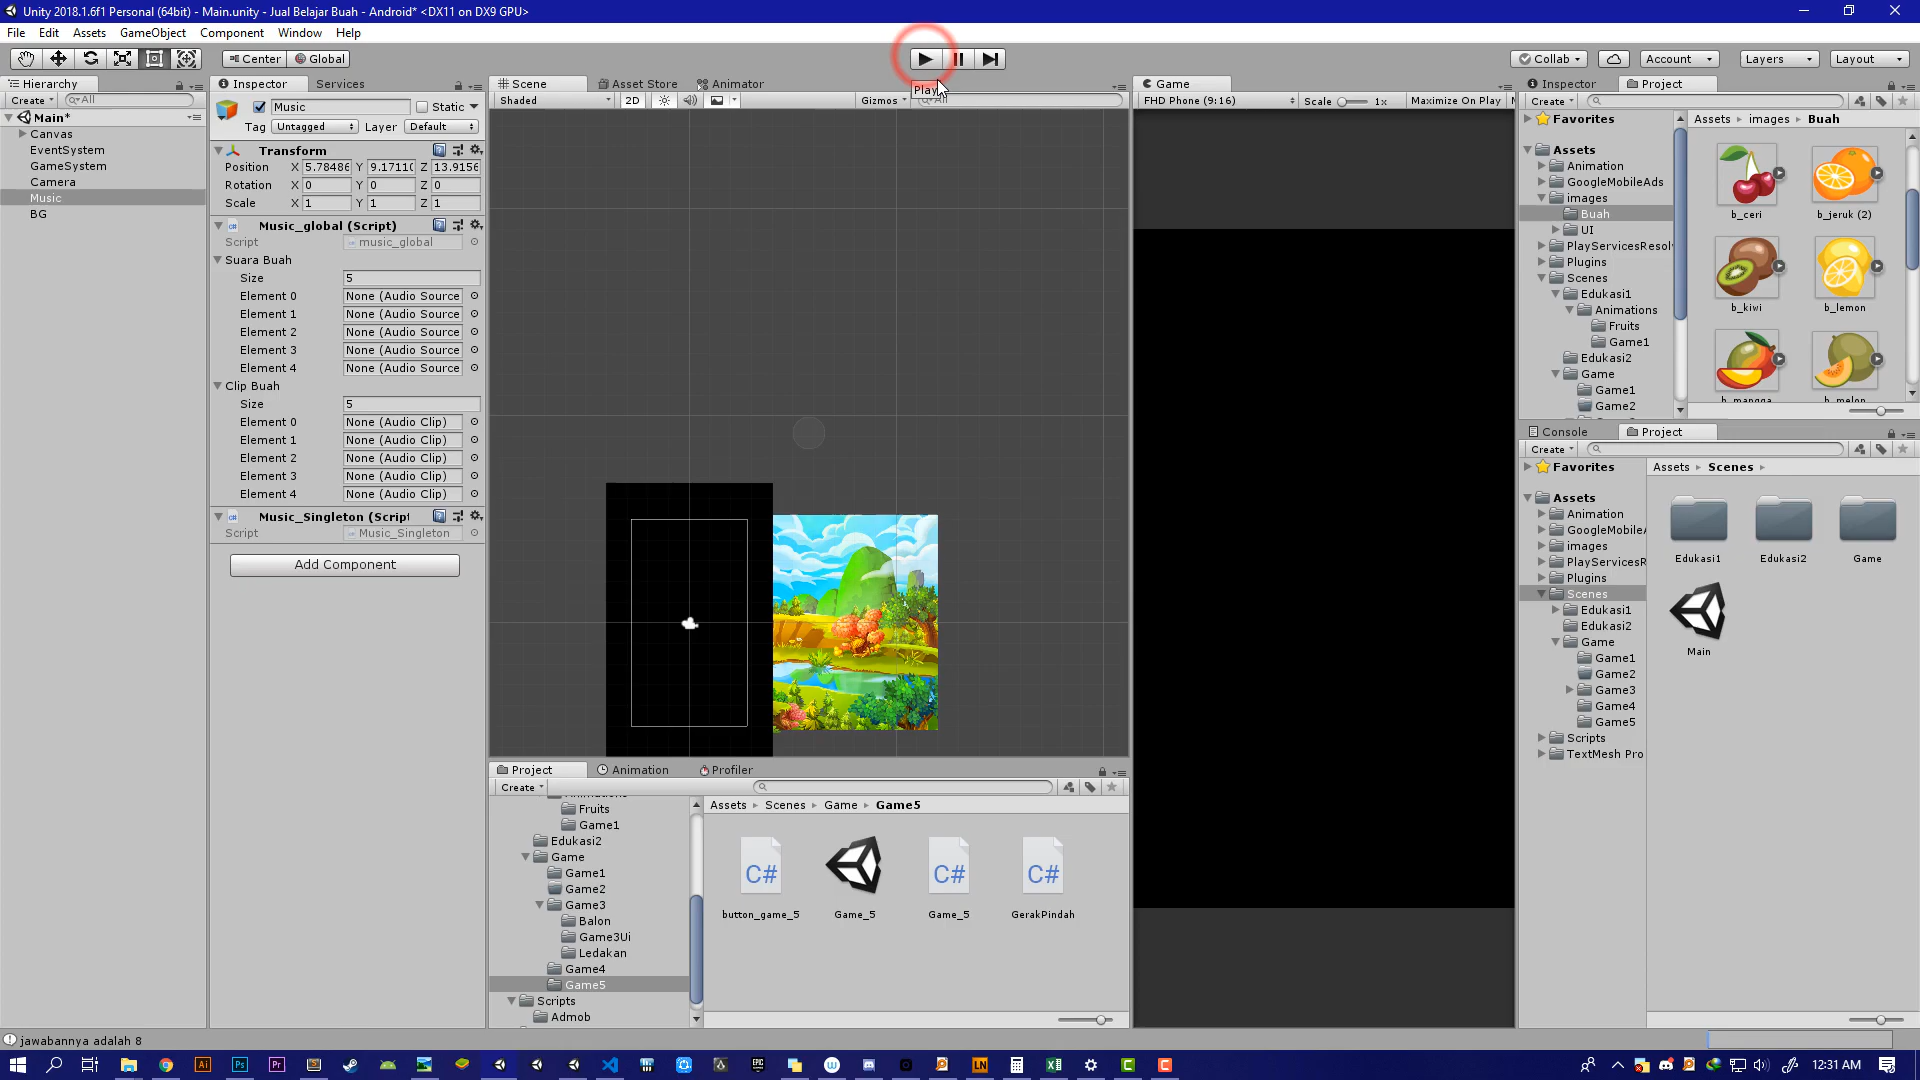 Unity 2018.1.6f1 Personal (64bit) - Main.unity - Jual Belajar Buah - Android* <DX11 on DX9 GPU>
File Edit Assets GameObject Component Window Help
Center Global
Collab Account Layers Layout
Play
Hierarchy
Create All
Main*
Canvas
EventSystem
GameSystem
Camera
Music
BG
Inspector Services
Music Static
Tag Untagged Layer Default
Transform
Position X 5.78486 Y 9.1711( Z 13.9156
Rotation X 0 Y 0 Z 0
Scale X 1 Y 1 Z 1
Music_global (Script)
Script music_global
Suara Buah
Size 5
Element 0 None (Audio Source
Element 1 None (Audio Source
Element 2 None (Audio Source
Element 3 None (Audio Source
Element 4 None (Audio Source
Clip Buah
Size 5
Element 0 None (Audio Clip)
Element 1 None (Audio Clip)
Element 2 None (Audio Clip)
Element 3 None (Audio Clip)
Element 4 None (Audio Clip)
Music_Singleton (Script
Script Music_Singleton
Add Component
Scene Asset Store Animator
Shaded 2D Gizmos All
Game
FHD Phone (9:16) Scale 1x Maximize On Play
Project Animation Profiler
Create
Fruits
Game1
Edukasi2
Game
Game1
Game2
Game3
Balon
Game3Ui
Ledakan
Game4
Game5
Scripts
Admob
Assets Scenes Game Game5
C# C# C#
button_game_5 Game_5 Game_5 GerakPindah
Inspector Project
Create
Favorites
Assets
Animation
GoogleMobileAds
images
Buah
UI
PlayServicesResolv
Plugins
Scenes
Edukasi1
Animations
Fruits
Game1
Edukasi2
Game
Game1
Game2
Assets images Buah
b_ceri b_jeruk (2)
b_kiwi b_lemon
b_mangga b_melon
Console Project
Create
Favorites
Assets
Animation
GoogleMobileA
images
PlayServicesR
Plugins
Scenes
Edukasi1
Edukasi2
Game
Game1
Game2
Game3
Game4
Game5
Scripts
TextMesh Pro
Assets Scenes
Edukasi1 Edukasi2 Game
Main
jawabannya adalah 8
12:31 AM